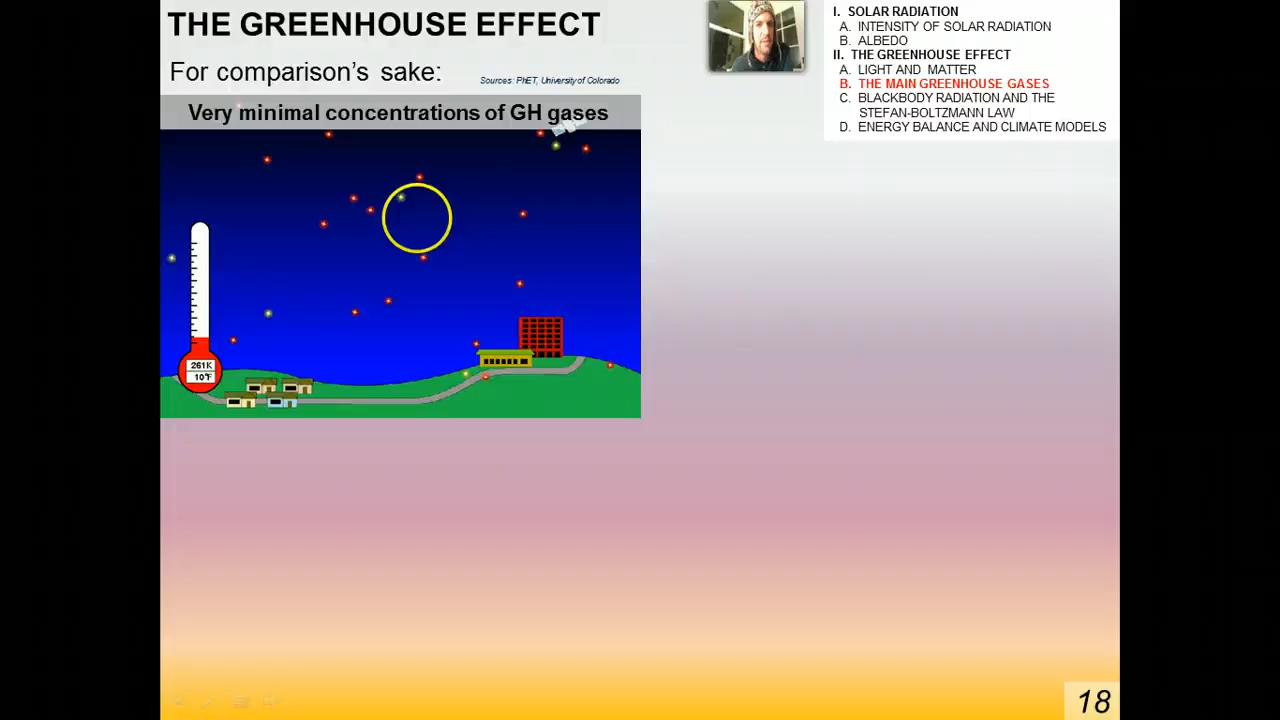 THE GREENHOUSE EFFECT
For comparison's sake:
Sources: PhET, University of Colorado
Very minimal concentrations of GH gases
261K
10°F
I. SOLAR RADIATION
A. INTENSITY OF SOLAR RADIATION
B. ALBEDO
II. THE GREENHOUSE EFFECT
A. LIGHT AND MATTER
B. THE MAIN GREENHOUSE GASES
C. BLACKBODY RADIATION AND THE
STEFAN-BOLTZMANN LAW
D. ENERGY BALANCE AND CLIMATE MODELS
18